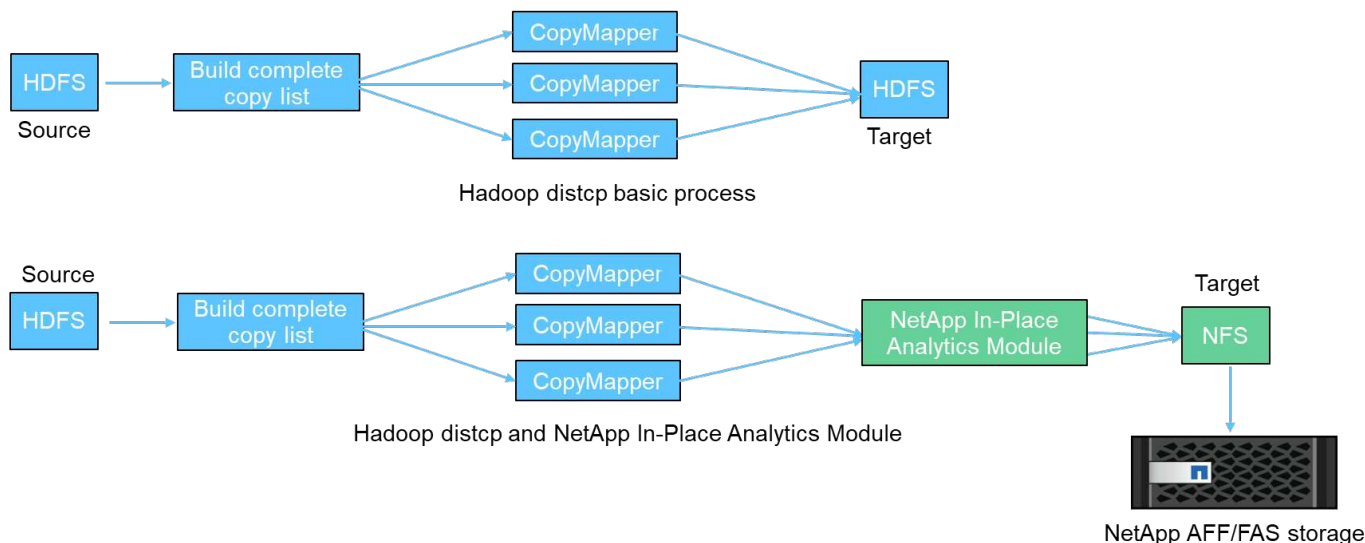 HDFS
Source
Build complete
copy list
CopyMapper
CopyMapper
CopyMapper
HDFS
Target
Hadoop distcp basic process
Source
HDFS
Build complete
copy list
CopyMapper
CopyMapper
CopyMapper
NetApp In-Place
Analytics Module
Target
NFS
Hadoop distcp and NetApp In-Place Analytics Module
NetApp AFF/FAS storage